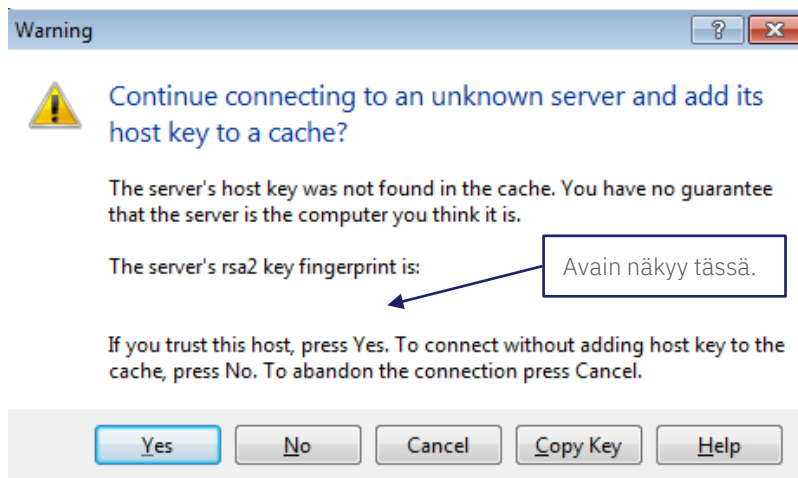 Warning
Continue connecting to an unknown server and add its
host key to a cache?
The server's host key was not found in the cache. You have no guarantee
that the server is the computer you think it is.
The server's rsa2 key fingerprint is:
Avain näkyy tässä.
If you trust this host, press Yes. To connect without adding host key to the
cache, press No. To abandon the connection press Cancel.
Yes No Cancel Copy Key Help